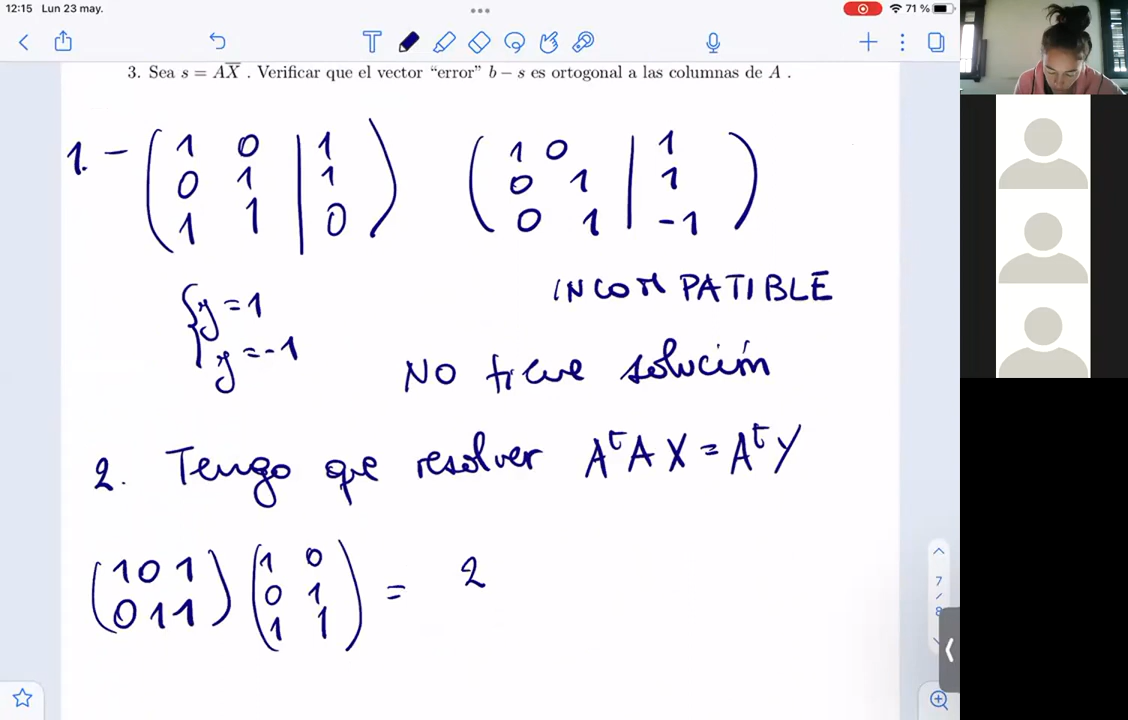 12:15 Lun 23 may. 71 %
3. Sea s = AX̅ . Verificar que el vector “error” b − s es ortogonal a las columnas de A .
1. - ( 1 0 | 1 ) ( 1 0 | 1 )
( 0 1 | 1 ) ( 0 1 | 1 )
( 1 1 | 0 ) ( 0 1 | -1 )
{ y = 1
y = -1
INCOMPATIBLE
NO tiene solución
2. Tengo que resolver AᵗA X = AᵗY
( 1 0 1 ) ( 1 0 ) = 2
( 0 1 1 ) ( 0 1 )
( 1 1 )
7
/
8